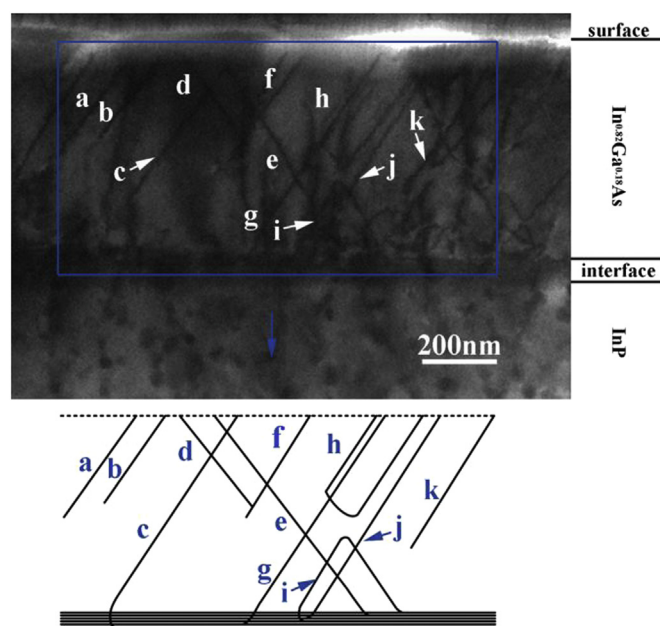 surface
a
b
d
f
h
k
c
e
j
g
i
In0.82Ga0.18As
interface
200nm
InP
a
b
d
f
h
k
c
e
j
g
i